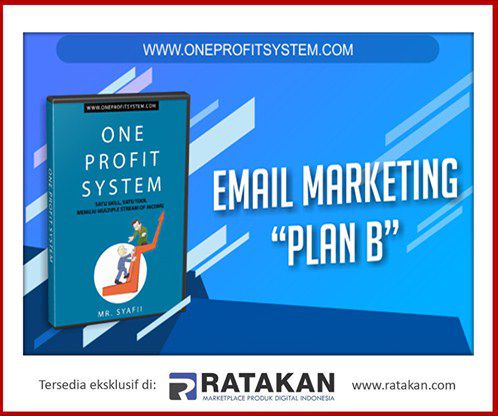 WWW.ONEPROFITSYSTEM.COM
WWW.ONEPROFITSYSTEM.COM
ONE
PROFIT
SYSTEM
SATU SKILL, SATU TOOL
MEMILIKI MULTIPLE STREAM OF INCOME
MR. SYAFII
ONE PROFIT SYSTEM
EMAIL MARKETING
“PLAN B”
Tersedia eksklusif di:
RATAKAN
MARKETPLACE PRODUK DIGITAL INDONESIA
www.ratakan.com